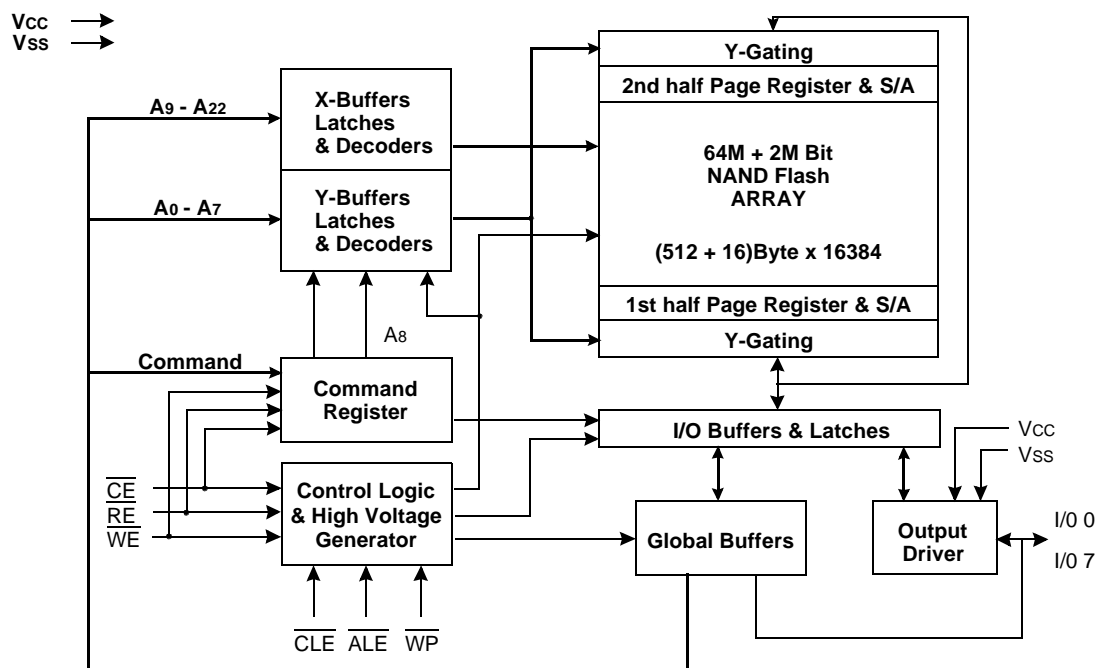 VCC
VSS
A9 - A22
X-Buffers
Latches
& Decoders
A0 - A7
Y-Buffers
Latches
& Decoders
Y-Gating
2nd half Page Register & S/A
64M + 2M Bit
NAND Flash
ARRAY
(512 + 16)Byte x 16384
1st half Page Register & S/A
Y-Gating
A8
Command
Command
Register
I/O Buffers & Latches
VCC
VSS
CE
RE
WE
Control Logic
& High Voltage
Generator
Global Buffers
Output
Driver
I/0 0
I/0 7
CLE
ALE
WP